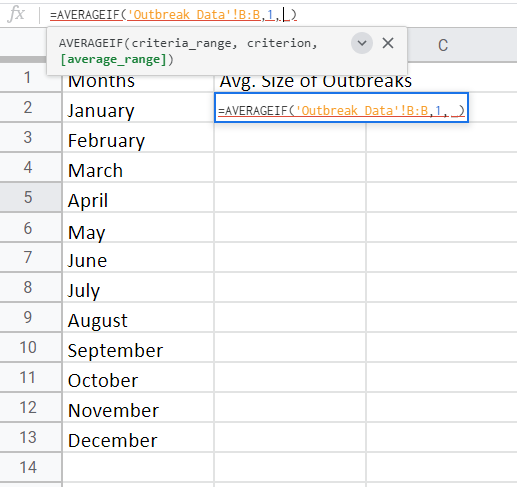 fx =AVERAGEIF('Outbreak Data'!B:B,1, )
AVERAGEIF(criteria_range, criterion,
[average_range])
C
1 Months Avg. Size of Outbreaks
2 January =AVERAGEIF('Outbreak Data'!B:B,1, )
3 February
4 March
5 April
6 May
7 June
8 July
9 August
10 September
11 October
12 November
13 December
14